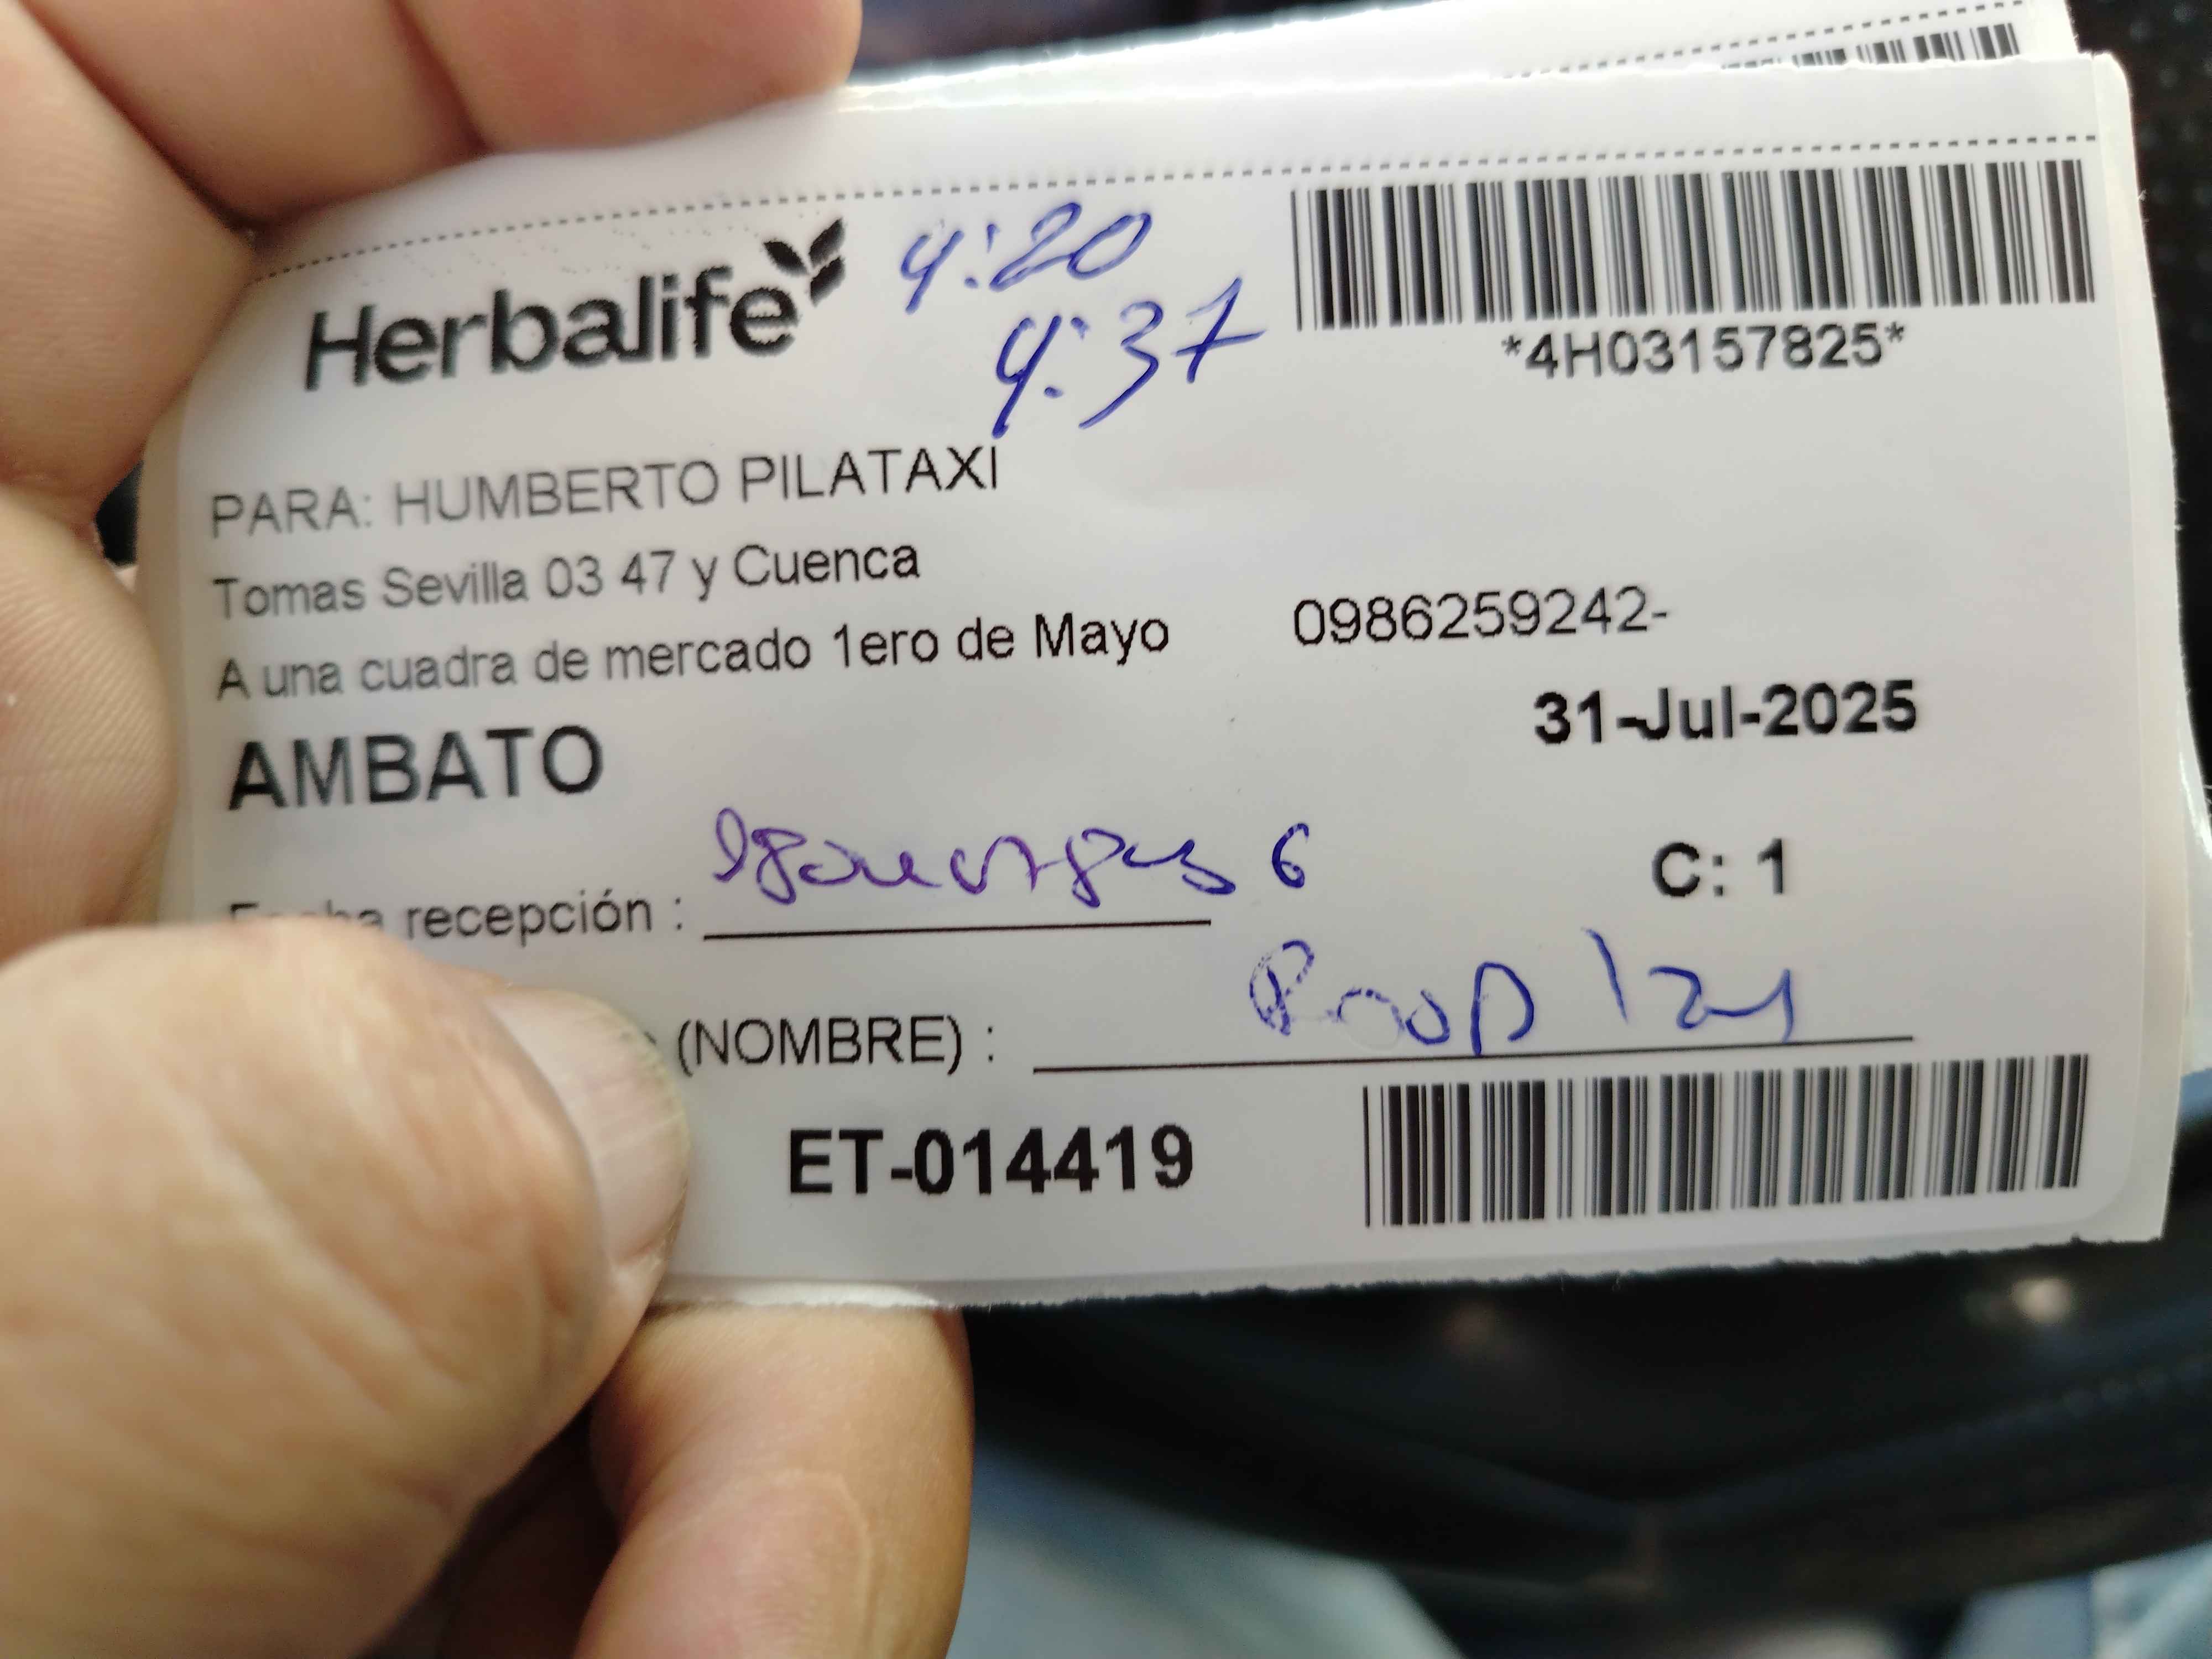 Herbalife
4:20
4:37
*4H03157825*
PARA: HUMBERTO PILATAXI
Tomas Sevilla 03 47 y Cuenca
A una cuadra de mercado 1ero de Mayo
0986259242-
AMBATO
31-Jul-2025
recepción :
6
C: 1
(NOMBRE) :
ET-014419